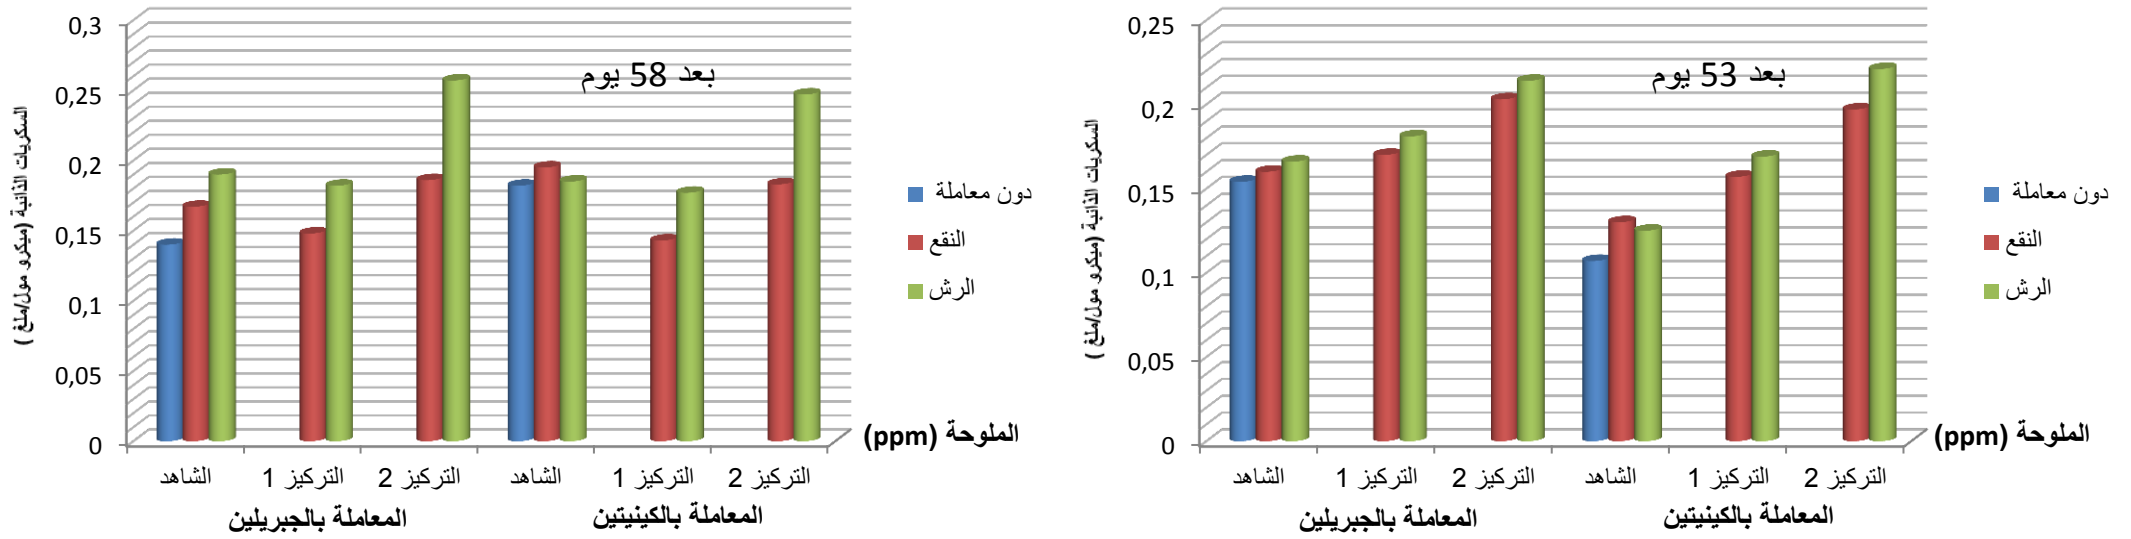 بعد 58 يوم
السكريات الذائبة (ميكرو مول/ملغ )
0,3
0,25
0,2
0,15
0,1
0,05
0
الشاهد
التركيز 1
التركيز 2
الشاهد
التركيز 1
التركيز 2
المعاملة بالجبريلين
المعاملة بالكينيتين
الملوحة (ppm)
دون معاملة
النقع
الرش
بعد 53 يوم
السكريات الذائبة (ميكرو مول/ملغ )
0,25
0,2
0,15
0,1
0,05
0
الشاهد
التركيز 1
التركيز 2
الشاهد
التركيز 1
التركيز 2
المعاملة بالجبريلين
المعاملة بالكينيتين
الملوحة (ppm)
دون معاملة
النقع
الرش